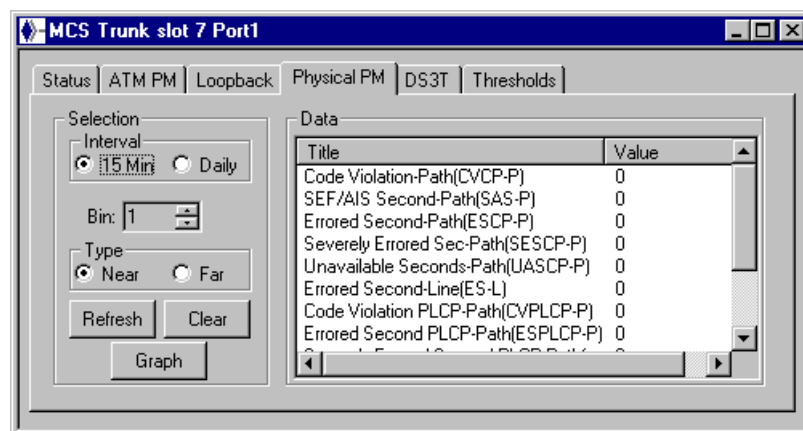 MCS Trunk slot 7 Port1
Status ATM PM Loopback Physical PM DS3T Thresholds
Selection
Interval
15 Min Daily
Bin: 1
Type
Near Far
Refresh Clear
Graph
Data
Title Value
Code Violation-Path(CVCP-P) 0
SEF/AIS Second-Path(SAS-P) 0
Errored Second-Path(ESCP-P) 0
Severely Errored Sec-Path(SESCP-P) 0
Unavailable Seconds-Path(UASCP-P) 0
Errored Second-Line(ES-L) 0
Code Violation PLCP-Path(CVPLCP-P) 0
Errored Second PLCP-Path(ESPLCP-P) 0